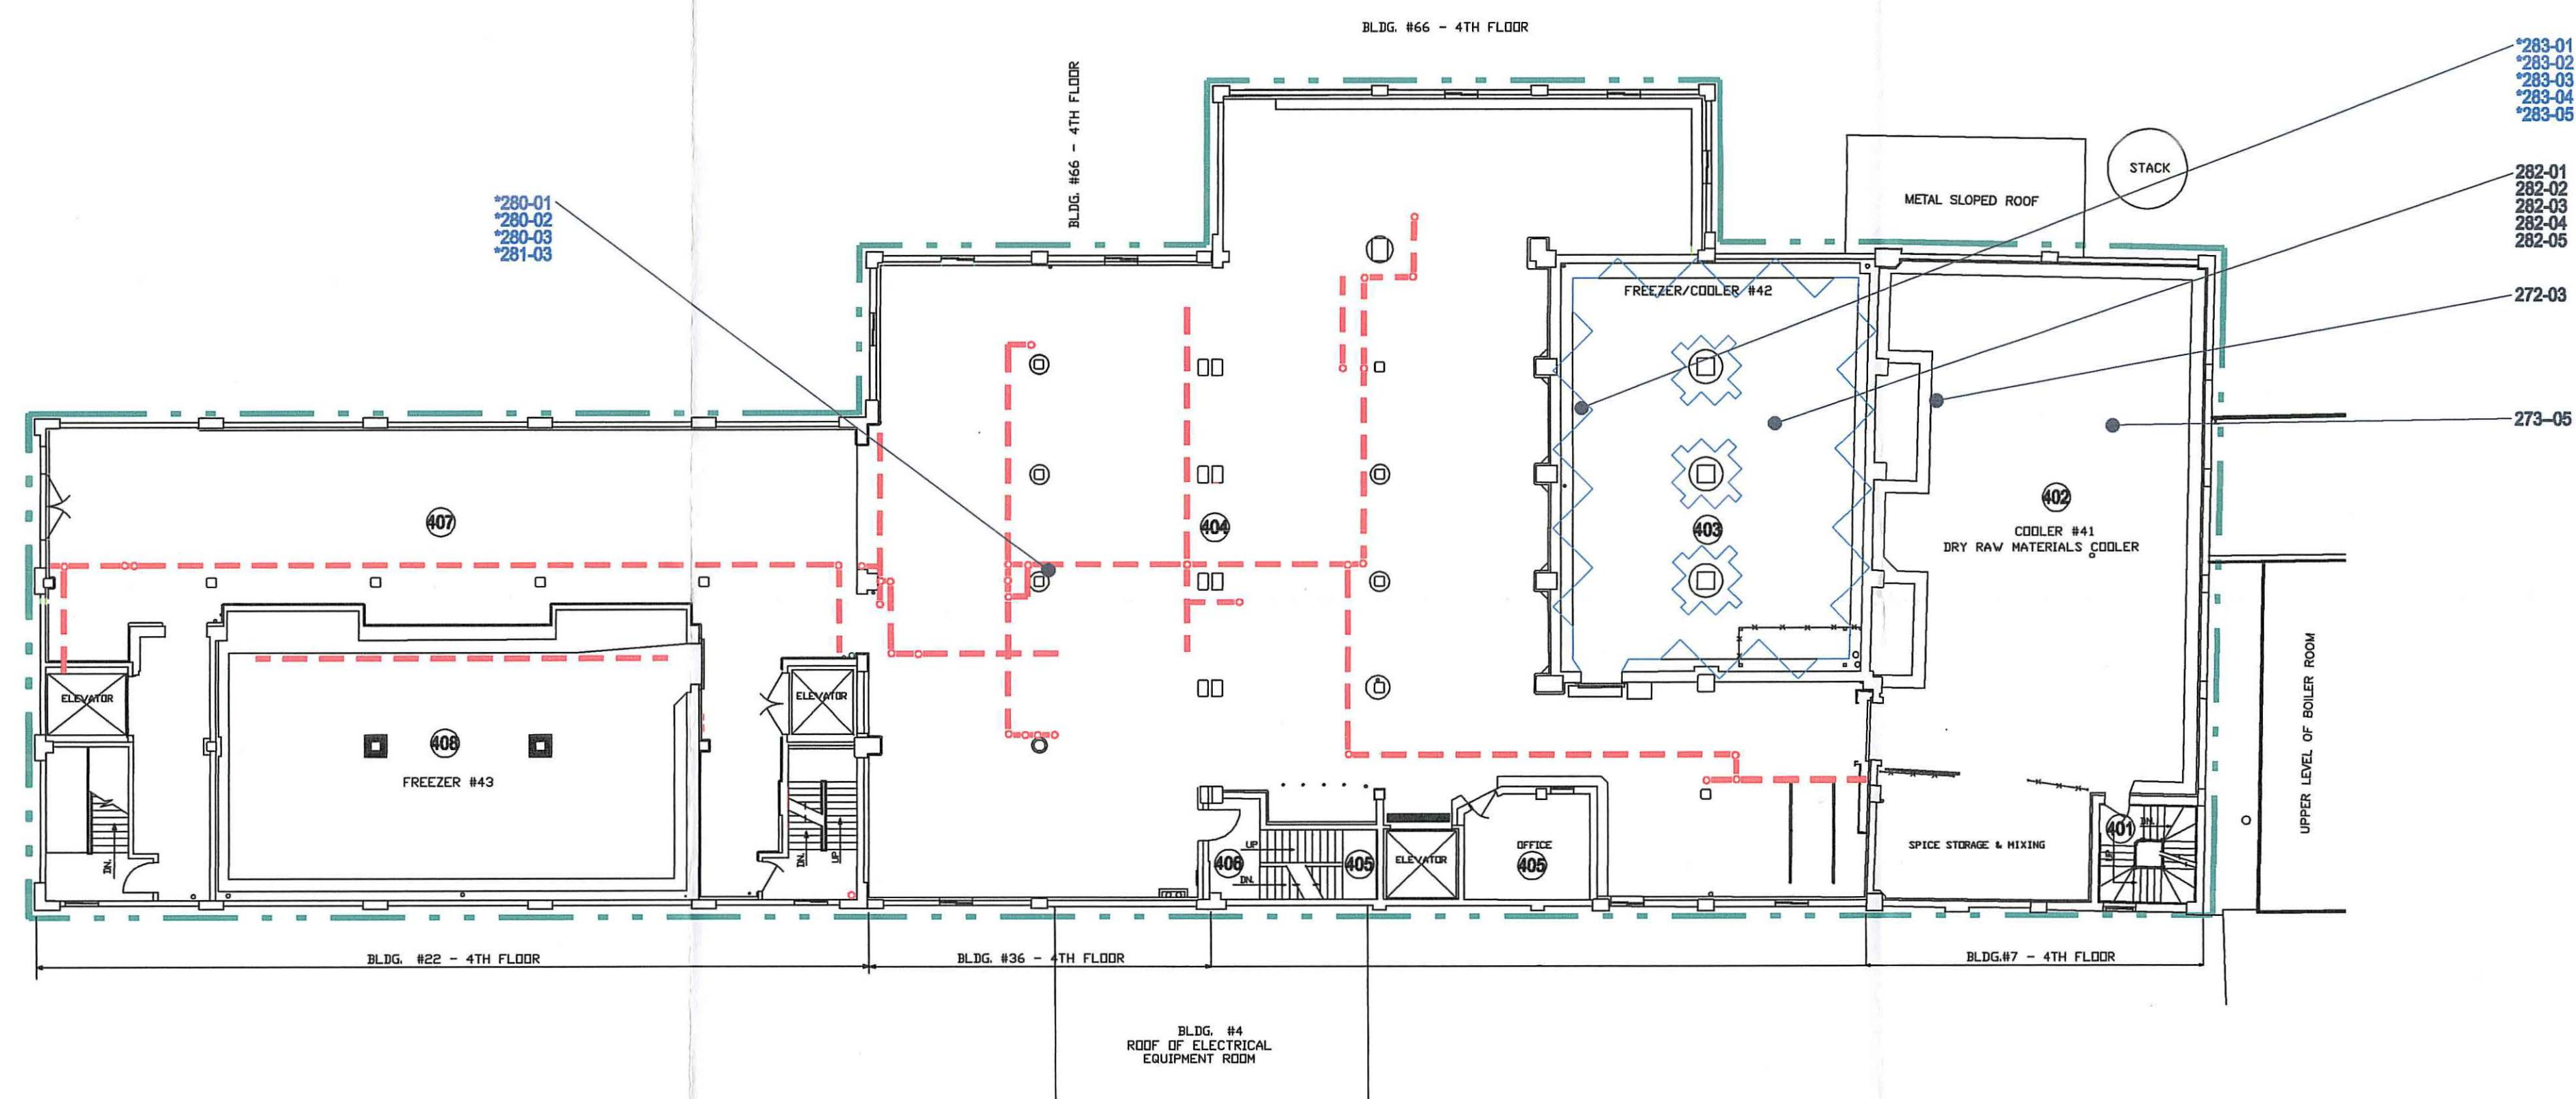 BLDG. #66 - 4TH FLOOR
BLDG. #66 - 4TH FLOOR
*283-01
*283-02
*283-03
*283-04
*283-05
STACK
METAL SLOPED ROOF
282-01
282-02
282-03
282-04
282-05
*280-01
*280-02
*280-03
*281-03
272-03
FREEZER/COOLER #42
273--05
407
404
403
402
COOLER #41
DRY RAW MATERIALS COOLER
ELEVATOR
ELEVATOR
408
FREEZER #43
UPPER LEVEL OF BOILER ROOM
DN.
DN.
UP
UP
DN.
406
405
ELEVATOR
OFFICE
405
SPICE STORAGE & MIXING
401
DN.
UP
BLDG. #22 - 4TH FLOOR
BLDG. #36 - 4TH FLOOR
BLDG.#7 - 4TH FLOOR
BLDG. #4
ROOF OF ELECTRICAL
EQUIPMENT ROOM